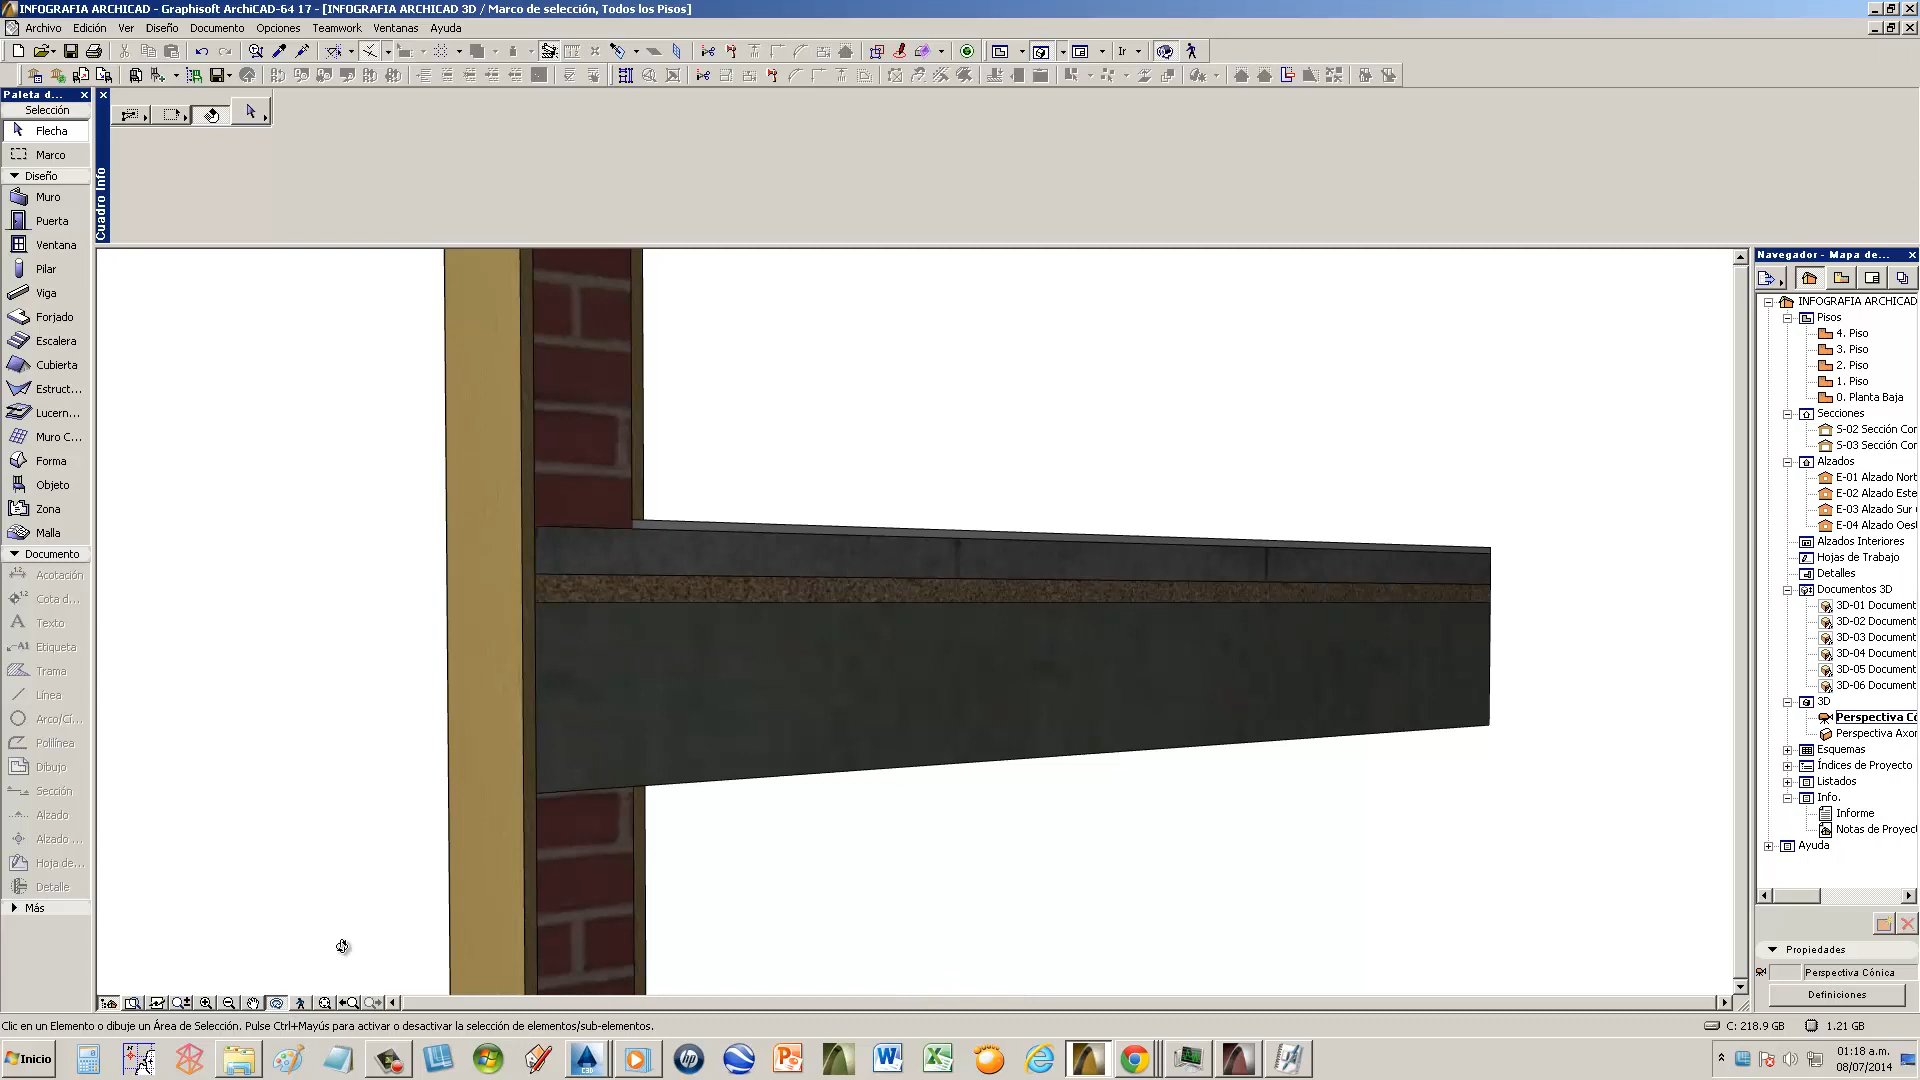 INFOGRAFIA ARCHICAD - Graphisoft ArchiCAD-64 17 - [INFOGRAFIA ARCHICAD 3D / Marco de selección, Todos los Pisos]
Archivo Edición Ver Diseño Documento Opciones Teamwork Ventanas Ayuda
Ir
Paleta d...
Selección
Flecha
Marco
Diseño
Muro
Puerta
Ventana
Pilar
Viga
Forjado
Escalera
Cubierta
Estruct...
Lucern...
Muro C...
Forma
Objeto
Zona
Malla
Documento
Acotación
Cota d...
Texto
Etiqueta
Trama
Línea
Arco/Cí...
Polilínea
Dibujo
Sección
Alzado
Alzado ...
Hoja de...
Detalle
Más
Cuadro Info
Navegador - Mapa de...
INFOGRAFIA ARCHICAD
Pisos
4. Piso
3. Piso
2. Piso
1. Piso
0. Planta Baja
Secciones
S-02 Sección Cor
S-03 Sección Cor
Alzados
E-01 Alzado Nort
E-02 Alzado Este
E-03 Alzado Sur
E-04 Alzado Oest
Alzados Interiores
Hojas de Trabajo
Detalles
Documentos 3D
3D-01 Document
3D-02 Document
3D-03 Document
3D-04 Document
3D-05 Document
3D-06 Document
3D
Perspectiva Có
Perspectiva Axor
Esquemas
Índices de Proyecto
Listados
Info.
Informe
Notas de Proyec
Ayuda
Propiedades
Perspectiva Cónica
Definiciones
Clic en un Elemento o dibuje un Área de Selección. Pulse Ctrl+Mayús para activar o desactivar la selección de elementos/sub-elementos.
C: 218.9 GB 1.21 GB
Inicio
01:18 a.m.
08/07/2014